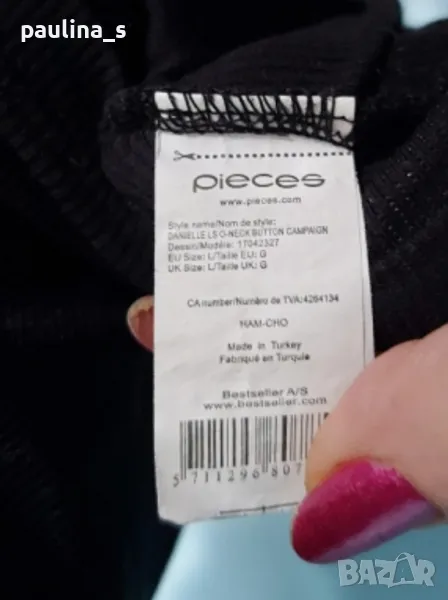 paulina_s
pieces
www.pieces.com
Style name/Nom de style:
DANIELLE LS O-NECK BUTTON CAMPAIGN
Dessin/Modèle: 17042327
EU Size: L/Taille EU: G
UK Size: L/Taille UK: G
CA number/Numéro de TVA:4264134
HAM-CHO
Made in Turkey
Fabriqué en Turquie
Bestseller A/S
www.bestseller.com
5 711296 807
BAZAR